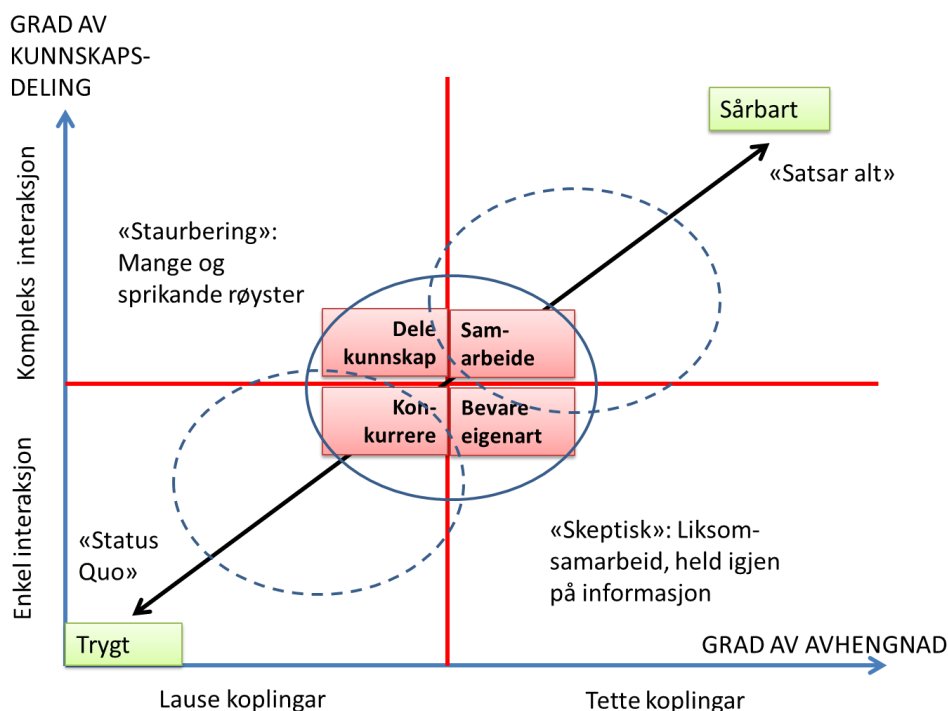 GRAD AV
KUNNSKAPS-
DELING
Sårbart
«Satsar alt»
Kompleks interaksjon
«Staurbering»:
Mange og
sprikande røyster
Dele
kunnskap
Sam-
arbeide
Kon-
kurrere
Bevare
eigenart
Enkel interaksjon
«Status
Quo»
«Skeptisk»: Liksom-
samarbeid, held igjen
på informasjon
Trygt
GRAD AV AVHENGNAD
Lause koplingar
Tette koplingar